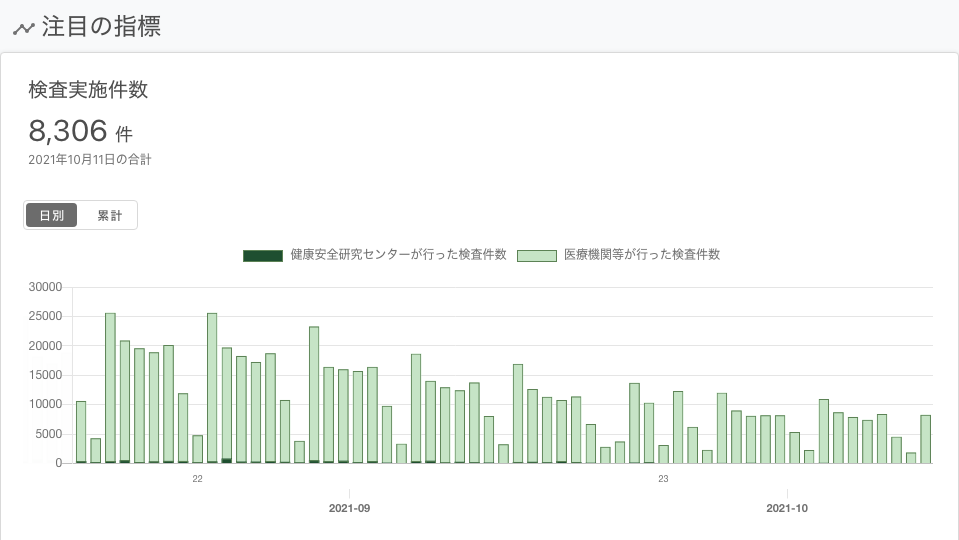 注目の指標
検査実施件数
8,306 件
2021年10月11日の合計
日別 累計
健康安全研究センターが行った検査件数 医療機関等が行った検査件数
30000
25000
20000
15000
10000
5000
0
22 23
2021-09 2021-10